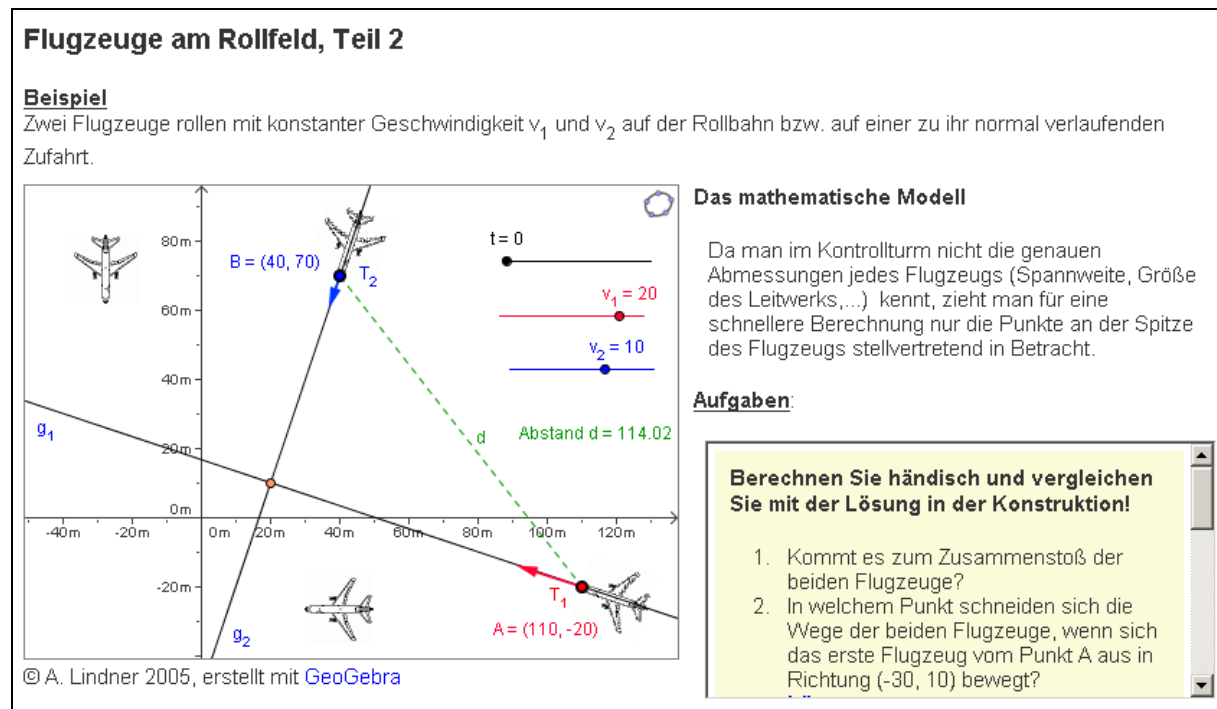 Flugzeuge am Rollfeld, Teil 2
Beispiel
Zwei Flugzeuge rollen mit konstanter Geschwindigkeit v1 und v2 auf der Rollbahn bzw. auf einer zu ihr normal verlaufenden
Zufahrt.
80m
60m
40m
20m
0m
-20m
-40m
-20m
0m
20m
40m
60m
80m
100m
120m
B = (40, 70)
T2
t = 0
v1 = 20
v2 = 10
g1
d
Abstand d = 114.02
T1
A = (110, -20)
g2
© A. Lindner 2005, erstellt mit GeoGebra
Das mathematische Modell
Da man im Kontrollturm nicht die genauen
Abmessungen jedes Flugzeugs (Spannweite, Größe
des Leitwerks,...) kennt, zieht man für eine
schnellere Berechnung nur die Punkte an der Spitze
des Flugzeugs stellvertretend in Betracht.
Aufgaben:
Berechnen Sie händisch und vergleichen
Sie mit der Lösung in der Konstruktion!
1. Kommt es zum Zusammenstoß der
beiden Flugzeuge?
2. In welchem Punkt schneiden sich die
Wege der beiden Flugzeuge, wenn sich
das erste Flugzeug vom Punkt A aus in
Richtung (-30, 10) bewegt?